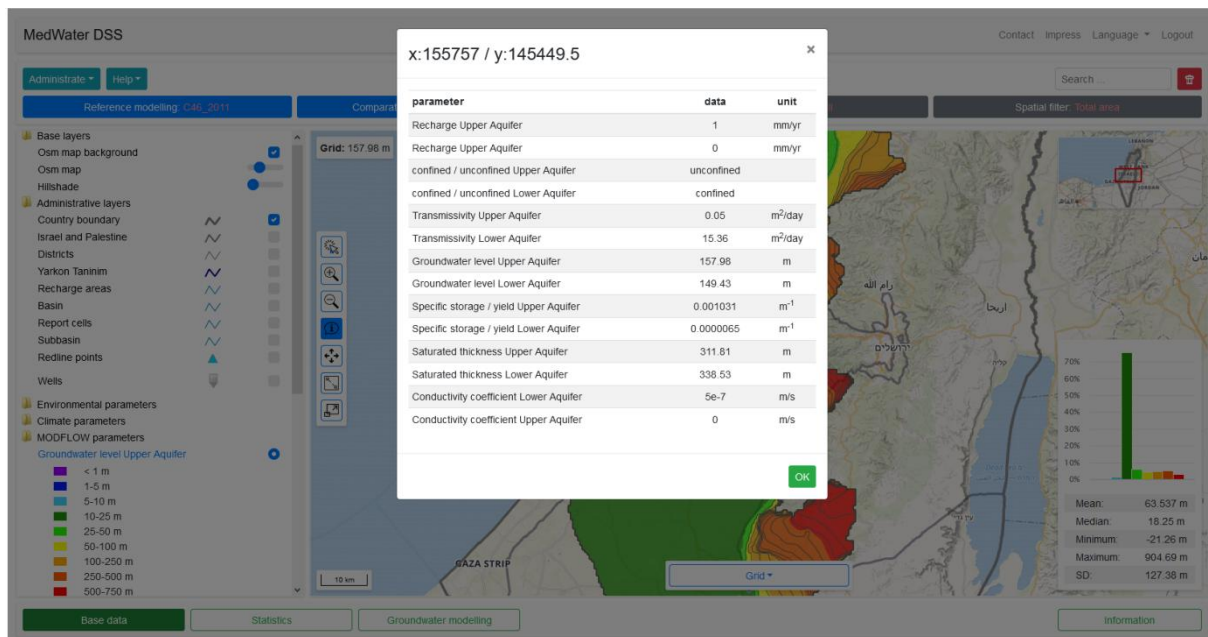 MedWater DSS
Contact Impress Language Logout
Administrate Help
Search ...
Reference modelling: C46_2011
Comparat
Spatial filter: Total area
x:155757 / y:145449.5
×
parameter data unit
Recharge Upper Aquifer 1 mm/yr
Recharge Upper Aquifer 0 mm/yr
confined / unconfined Upper Aquifer unconfined
confined / unconfined Lower Aquifer confined
Transmissivity Upper Aquifer 0.05 m²/day
Transmissivity Lower Aquifer 15.36 m²/day
Groundwater level Upper Aquifer 157.98 m
Groundwater level Lower Aquifer 149.43 m
Specific storage / yield Upper Aquifer 0.001031 m⁻¹
Specific storage / yield Lower Aquifer 0.0000065 m⁻¹
Saturated thickness Upper Aquifer 311.81 m
Saturated thickness Lower Aquifer 338.53 m
Conductivity coefficient Lower Aquifer 5e-7 m/s
Conductivity coefficient Upper Aquifer 0 m/s
OK
Base layers
Osm map background
Osm map
Hillshade
Administrative layers
Country boundary
Israel and Palestine
Districts
Yarkon Taninim
Recharge areas
Basin
Report cells
Subbasin
Redline points
Wells
Environmental parameters
Climate parameters
MODFLOW parameters
Groundwater level Upper Aquifer
< 1 m
1-5 m
5-10 m
10-25 m
25-50 m
50-100 m
100-250 m
250-500 m
500-750 m
Grid: 157.98 m
رام الله
اريحا
ירושלים
GAZA STRIP
10 km
Grid
70%
60%
50%
40%
30%
20%
10%
0%
Mean: 63.537 m
Median: 18.25 m
Minimum: -21.26 m
Maximum: 904.69 m
SD: 127.38 m
Base data
Statistics
Groundwater modelling
Information